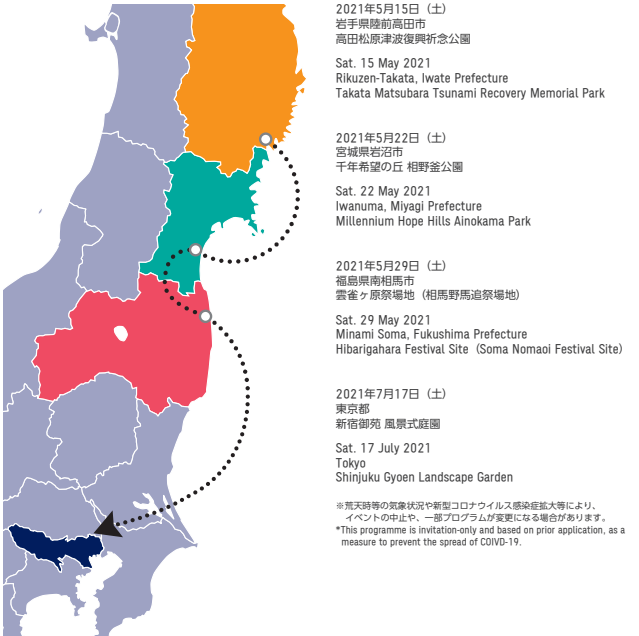 2021年5月15日（土）
岩手県陸前高田市
高田松原津波復興祈念公園
Sat. 15 May 2021
Rikuzen-Takata, Iwate Prefecture
Takata Matsubara Tsunami Recovery Memorial Park
2021年5月22日（土）
宮城県岩沼市
千年希望の丘 相野釜公園
Sat. 22 May 2021
Iwanuma, Miyagi Prefecture
Millennium Hope Hills Ainokama Park
2021年5月29日（土）
福島県南相馬市
雲雀ヶ原祭場地（相馬野馬追祭場地）
Sat. 29 May 2021
Minami Soma, Fukushima Prefecture
Hibarigahara Festival Site（Soma Nomaoi Festival Site）
2021年7月17日（土）
東京都
新宿御苑 風景式庭園
Sat. 17 July 2021
Tokyo
Shinjuku Gyoen Landscape Garden
※荒天時等の気象状況や新型コロナウイルス感染症拡大等により、
イベントの中止や、一部プログラムが変更になる場合があります。
*This programme is invitation-only and based on prior application, as a
measure to prevent the spread of COIVD-19.